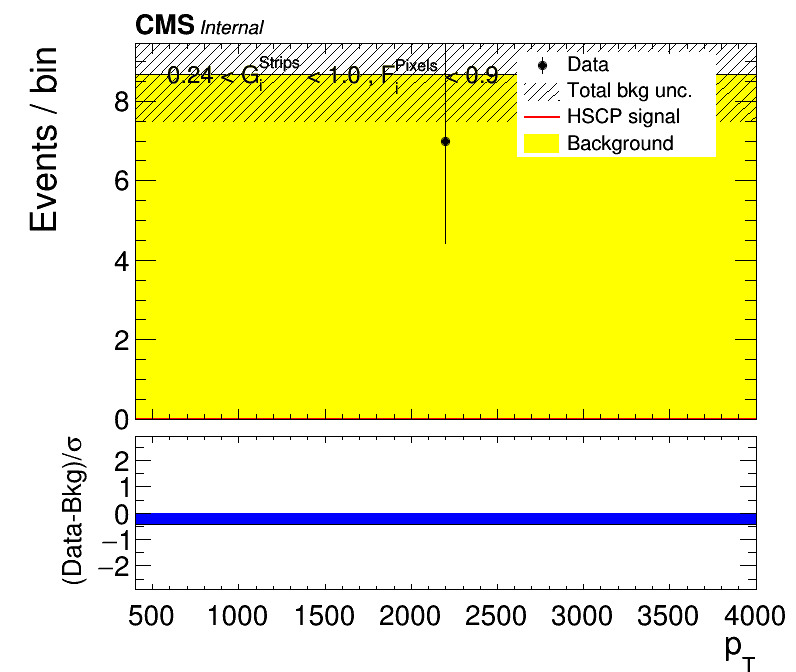 CMS Internal
Events / bin
8
6
4
2
0
0.24 < G_i^Strips < 1.0 , F_i^Pixels < 0.9
Data
Total bkg unc.
HSCP signal
Background
(Data-Bkg)/σ
2
1
0
−1
−2
500 1000 1500 2000 2500 3000 3500 4000
p_T